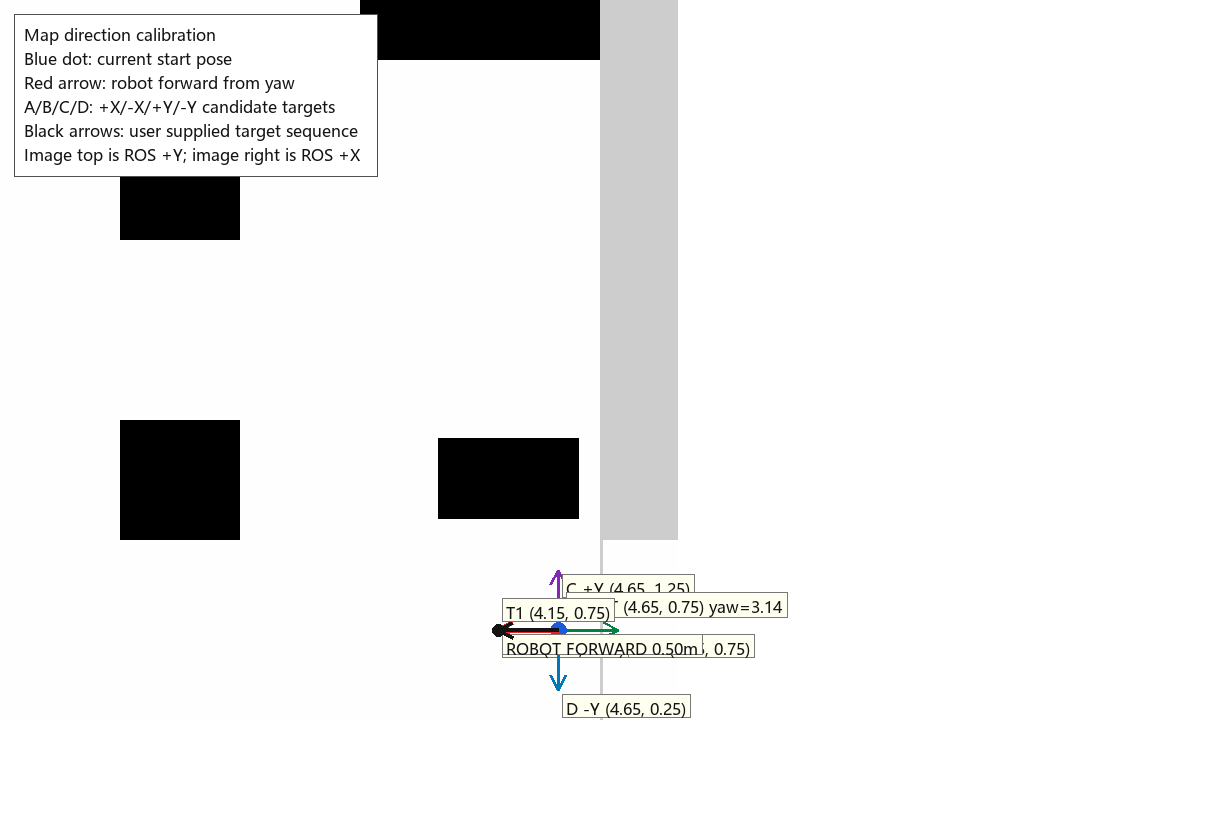 Map direction calibration
Blue dot: current start pose
Red arrow: robot forward from yaw
A/B/C/D: +X/-X/+Y/-Y candidate targets
Black arrows: user supplied target sequence
Image top is ROS +Y; image right is ROS +X
C +Y (4.65, 1.25)
(4.65, 0.75) yaw=3.14
T1 (4.15, 0.75)
ROBOT FORWARD 0.50m
, 0.75)
D -Y (4.65, 0.25)